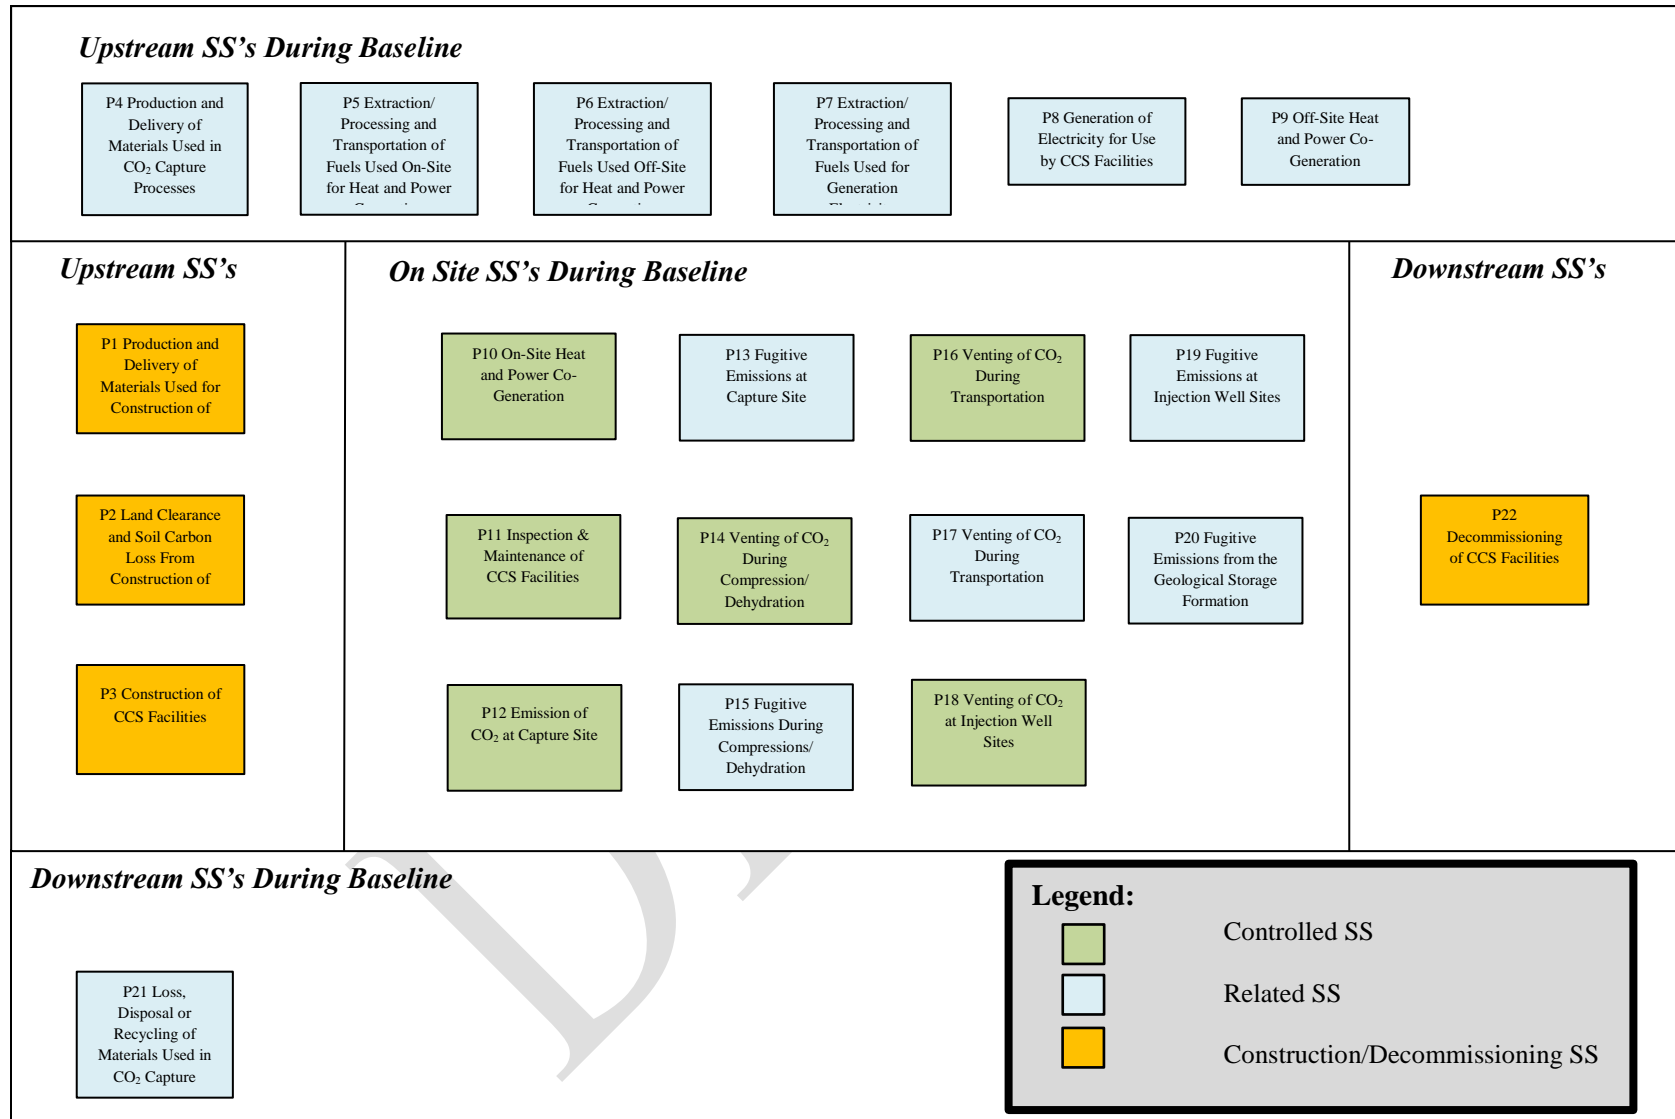 Upstream SS's During Baseline
P4 Production and
Delivery of
Materials Used in
CO₂ Capture
Processes
P5 Extraction/
Processing and
Transportation of
Fuels Used On-Site
for Heat and Power
P6 Extraction/
Processing and
Transportation of
Fuels Used Off-Site
for Heat and Power
P7 Extraction/
Processing and
Transportation of
Fuels Used for
Generation
P8 Generation of
Electricity for Use
by CCS Facilities
P9 Off-Site Heat
and Power Co-
Generation
Upstream SS's
P1 Production and
Delivery of
Materials Used for
Construction of
P2 Land Clearance
and Soil Carbon
Loss From
Construction of
P3 Construction of
CCS Facilities
On Site SS's During Baseline
P10 On-Site Heat
and Power Co-
Generation
P13 Fugitive
Emissions at
Capture Site
P16 Venting of CO₂
During
Transportation
P19 Fugitive
Emissions at
Injection Well Sites
P11 Inspection &
Maintenance of
CCS Facilities
P14 Venting of CO₂
During
Compression/
Dehydration
P17 Venting of CO₂
During
Transportation
P20 Fugitive
Emissions from the
Geological Storage
Formation
P12 Emission of
CO₂ at Capture Site
P15 Fugitive
Emissions During
Compressions/
Dehydration
P18 Venting of CO₂
at Injection Well
Sites
Downstream SS's
P22
Decommissioning
of CCS Facilities
Downstream SS's During Baseline
P21 Loss,
Disposal or
Recycling of
Materials Used in
CO₂ Capture
Legend:
Controlled SS
Related SS
Construction/Decommissioning SS